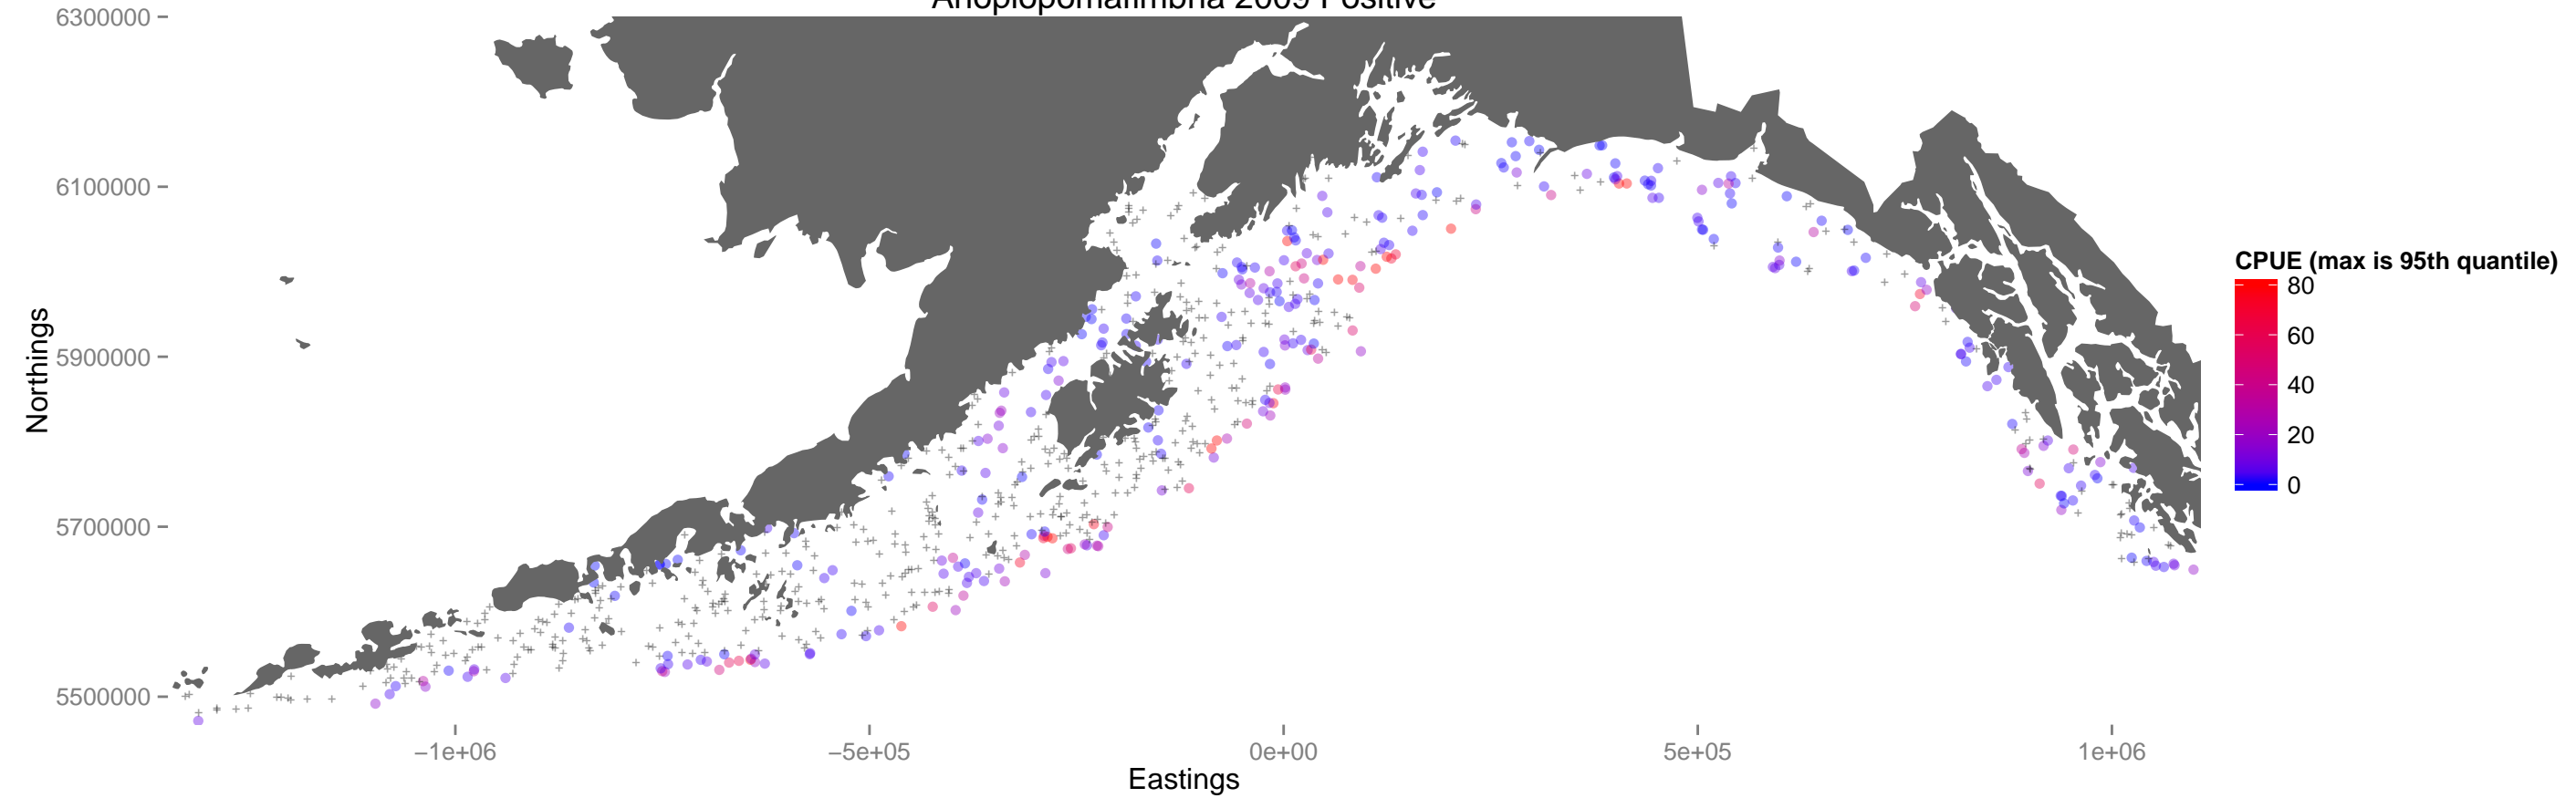 Anoplopomafimbria 2009 Positive
6300000
6100000
5900000
5700000
5500000
Northings
−1e+06
−5e+05
0e+00
5e+05
1e+06
Eastings
CPUE (max is 95th quantile)
80
60
40
20
0